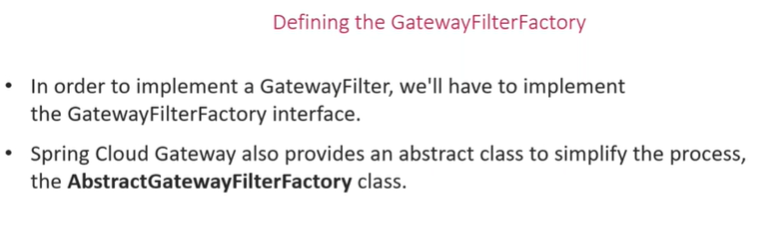 Defining the GatewayFilterFactory
• In order to implement a GatewayFilter, we'll have to implement
the GatewayFilterFactory interface.
• Spring Cloud Gateway also provides an abstract class to simplify the process,
the AbstractGatewayFilterFactory class.